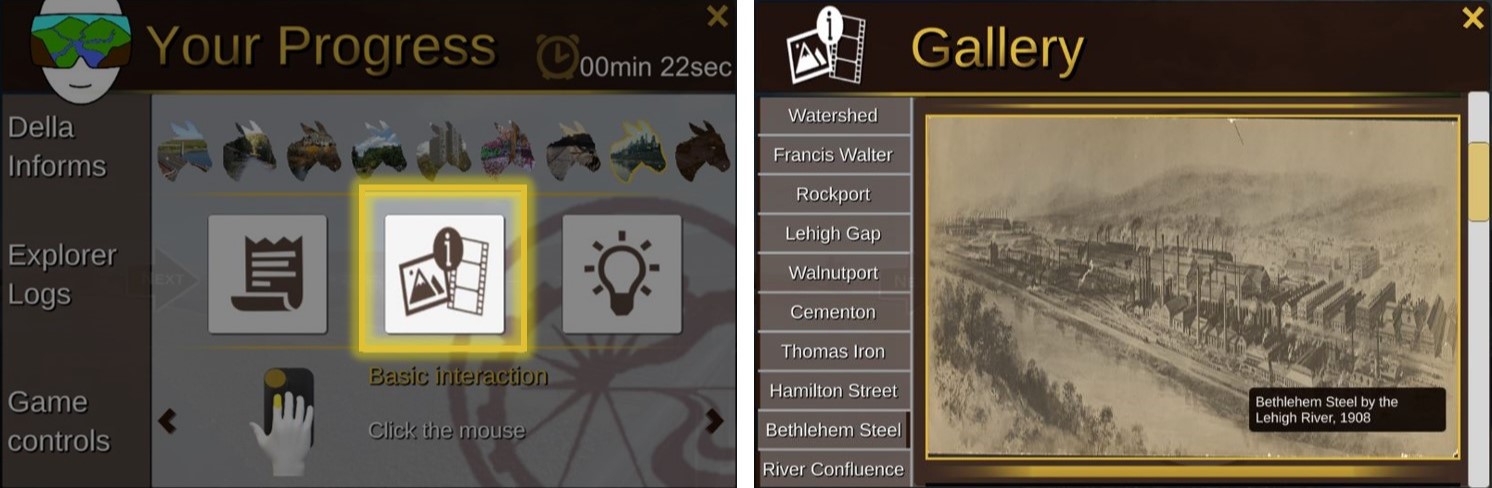 Your Progress
00min 22sec
Della
Informs
Explorer
Logs
NEXT
Game
controls
Basic interaction
Click the mouse
Gallery
Watershed
Francis Walter
Rockport
Lehigh Gap
Walnutport
Cementon
Thomas Iron
Hamilton Street
Bethlehem Steel
River Confluence
Bethlehem Steel by the
Lehigh River, 1908